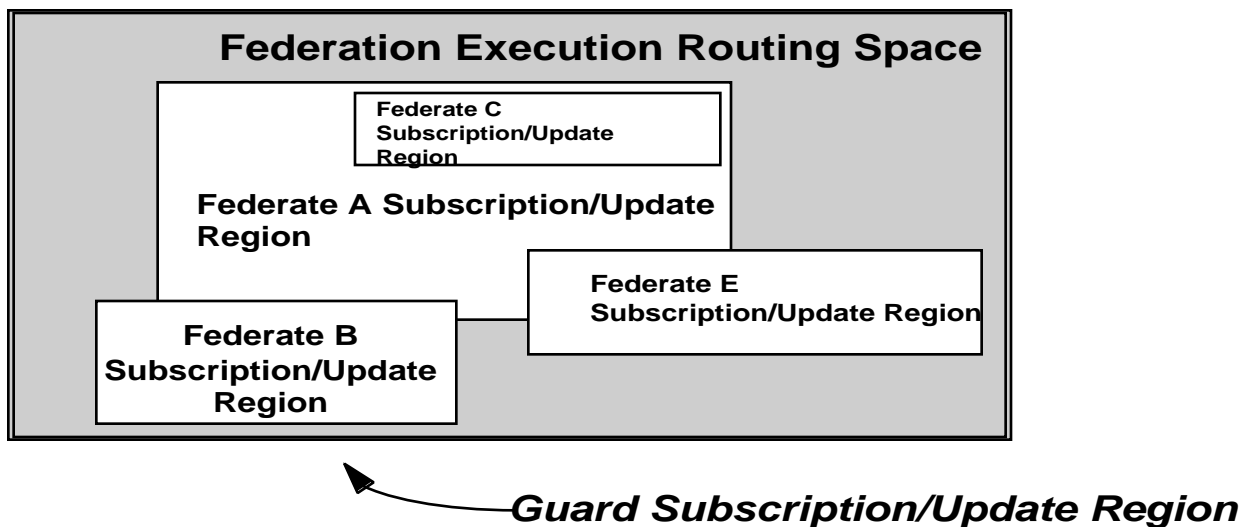 Federation Execution Routing Space
Federate C
Subscription/Update
Region
Federate A Subscription/Update
Region
Federate E
Subscription/Update Region
Federate B
Subscription/Update
Region
Guard Subscription/Update Region